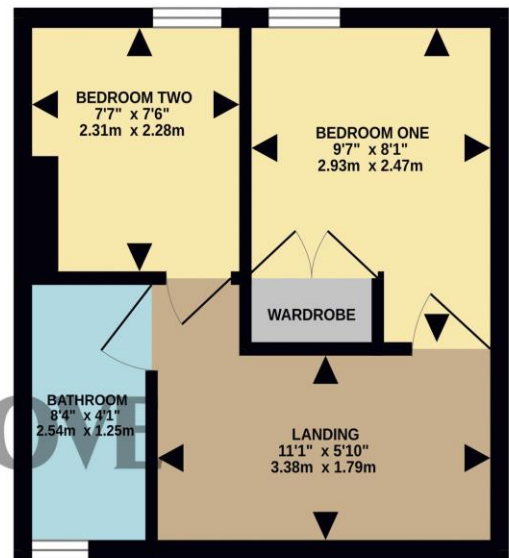 BEDROOM TWO
7'7" x 7'6"
2.31m x 2.28m
BEDROOM ONE
9'7" x 8'1"
2.93m x 2.47m
WARDROBE
BATHROOM
8'4" x 4'1"
2.54m x 1.25m
OVE
LANDING
11'1" x 5'10"
3.38m x 1.79m